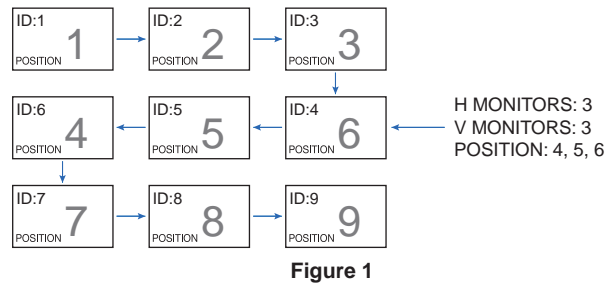 ID:1
POSITION 1
ID:2
POSITION 2
ID:3
POSITION 3
ID:6
POSITION 4
ID:5
POSITION 5
ID:4
POSITION 6
H MONITORS: 3
V MONITORS: 3
POSITION: 4, 5, 6
ID:7
POSITION 7
ID:8
POSITION 8
ID:9
POSITION 9
Figure 1